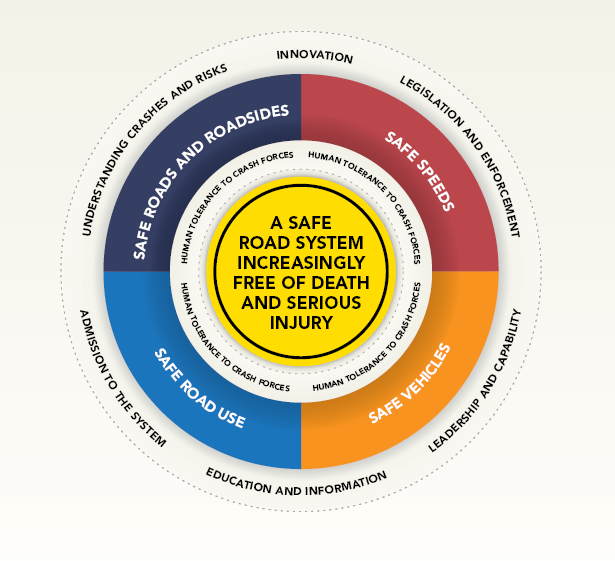 INNOVATION
UNDERSTANDING CRASHES AND RISKS
LEGISLATION AND ENFORCEMENT
SAFE ROADS AND ROADSIDES
SAFE SPEEDS
HUMAN TOLERANCE TO CRASH FORCES
HUMAN TOLERANCE TO CRASH FORCES
A SAFE
ROAD SYSTEM
INCREASINGLY
FREE OF DEATH
AND SERIOUS
INJURY
HUMAN TOLERANCE TO CRASH FORCES
HUMAN TOLERANCE TO CRASH FORCES
SAFE ROAD USE
SAFE VEHICLES
ADMISSION TO THE SYSTEM
LEADERSHIP AND CAPABILITY
EDUCATION AND INFORMATION